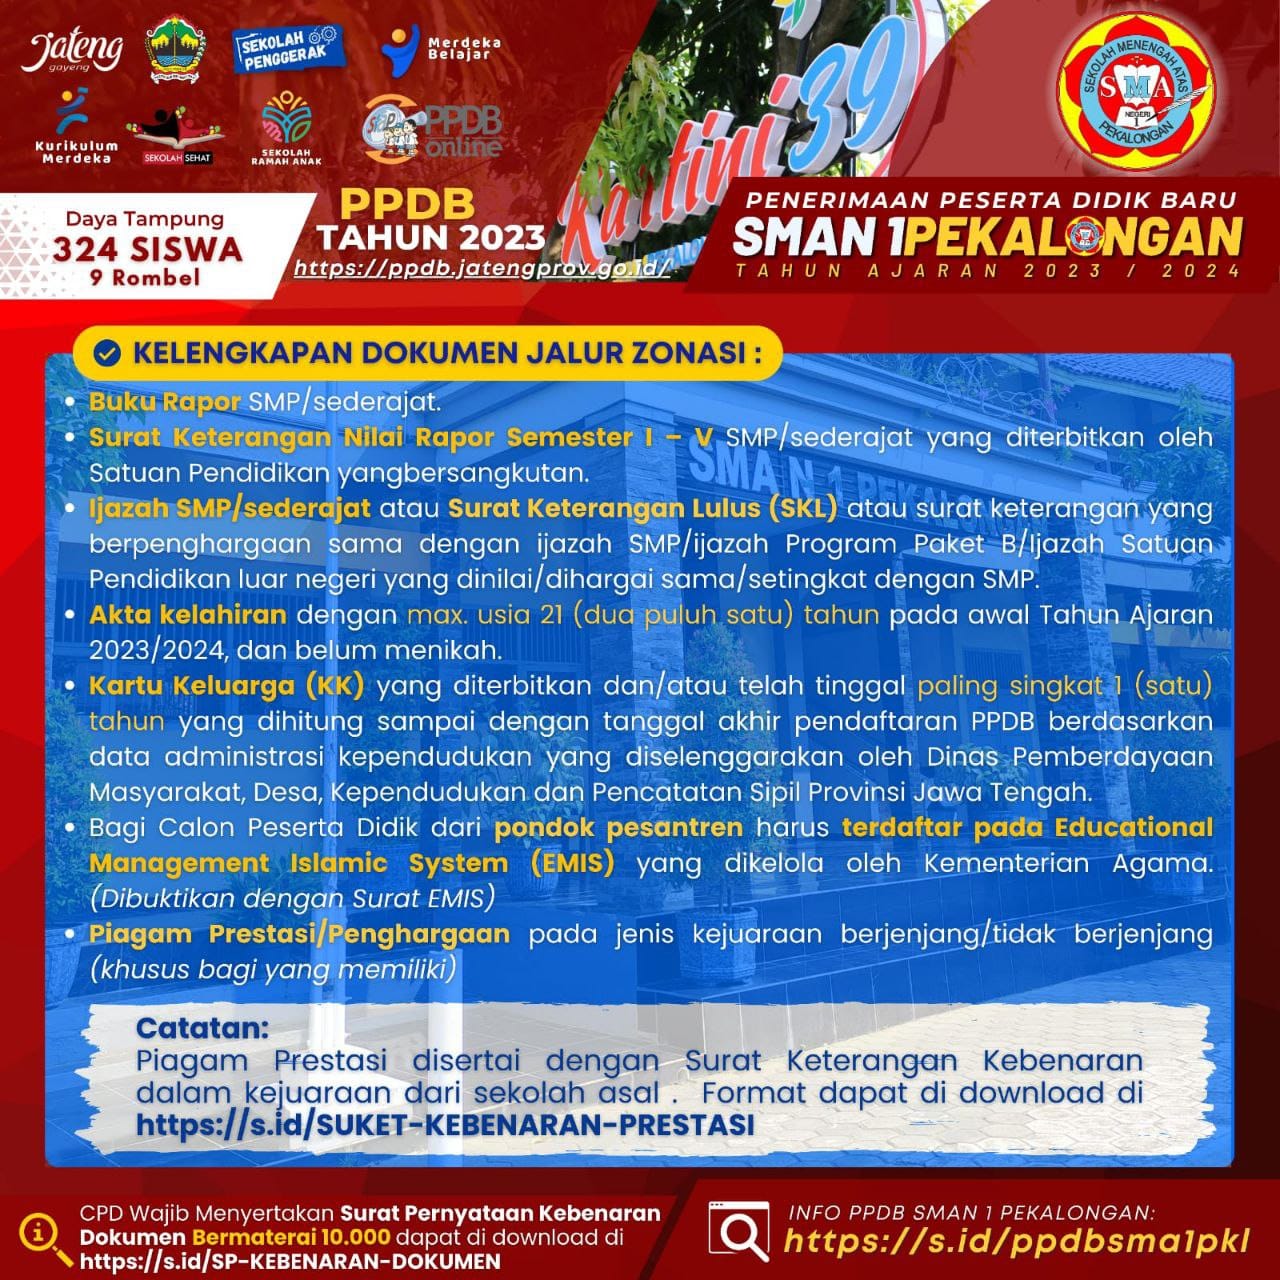 Jateng
gayeng
SEKOLAH
PENGGERAK
Merdeka
Belajar
Kurikulum
Merdeka
SEKOLAH SEHAT
SEKOLAH
RAMAH ANAK
PPDB
online
Kartini 39
PEKALO
SEKOLAH MENENGAH ATAS
SMA
NEGERI
1
PEKALONGAN
Daya Tampung
324 SISWA
9 Rombel
PPDB
TAHUN 2023
https://ppdb.jatengprov.go.id/
PENERIMAAN PESERTA DIDIK BARU
SMAN 1PEKALONGAN
TAHUN AJARAN 2023 / 2024
KELENGKAPAN DOKUMEN JALUR ZONASI :
• Buku Rapor SMP/sederajat.
• Surat Keterangan Nilai Rapor Semester I – V SMP/sederajat yang diterbitkan oleh
Satuan Pendidikan yangbersangkutan.
• Ijazah SMP/sederajat atau Surat Keterangan Lulus (SKL) atau surat keterangan yang
berpenghargaan sama dengan ijazah SMP/ijazah Program Paket B/Ijazah Satuan
Pendidikan luar negeri yang dinilai/dihargai sama/setingkat dengan SMP.
• Akta kelahiran dengan max. usia 21 (dua puluh satu) tahun pada awal Tahun Ajaran
2023/2024, dan belum menikah.
• Kartu Keluarga (KK) yang diterbitkan dan/atau telah tinggal paling singkat 1 (satu)
tahun yang dihitung sampai dengan tanggal akhir pendaftaran PPDB berdasarkan
data administrasi kependudukan yang diselenggarakan oleh Dinas Pemberdayaan
Masyarakat, Desa, Kependudukan dan Pencatatan Sipil Provinsi Jawa Tengah.
• Bagi Calon Peserta Didik dari pondok pesantren harus terdaftar pada Educational
Management Islamic System (EMIS) yang dikelola oleh Kementerian Agama.
(Dibuktikan dengan Surat EMIS)
• Piagam Prestasi/Penghargaan pada jenis kejuaraan berjenjang/tidak berjenjang
(khusus bagi yang memiliki)
SMA N 1 PEKALONGAN
Catatan:
Piagam Prestasi disertai dengan Surat Keterangan Kebenaran
dalam kejuaraan dari sekolah asal . Format dapat di download di
https://s.id/SUKET-KEBENARAN-PRESTASI
CPD Wajib Menyertakan Surat Pernyataan Kebenaran
Dokumen Bermaterai 10.000 dapat di download di
https://s.id/SP-KEBENARAN-DOKUMEN
INFO PPDB SMAN 1 PEKALONGAN:
https://s.id/ppdbsma1pkl